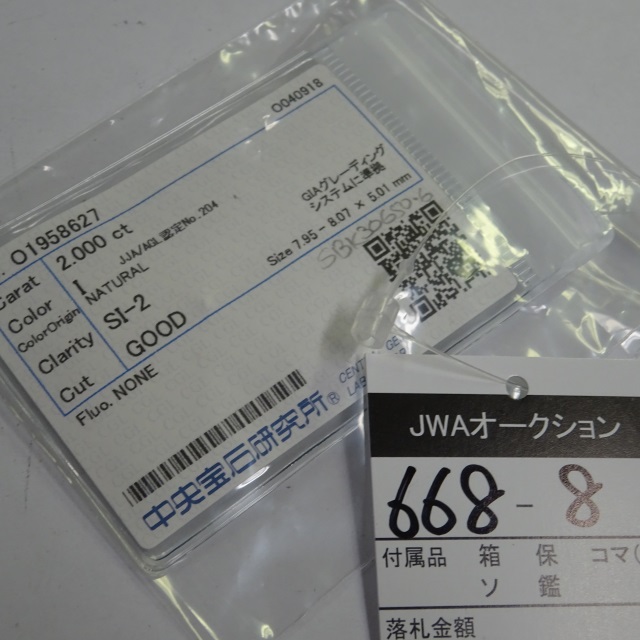 O040918
O1958627
Carat 2.000 ct
JJA/AGL 認定No.204
Color I
ColorOrigin NATURAL
Clarity SI-2
Cut GOOD
Fluo. NONE
GIAグレーディング
システムに準拠
Size 7.95 - 8.07 × 5.01 mm
中央宝石研究所®
JWAオークション
668-8
付属品 箱 保 コマ(
ソ 鑑
落札金額